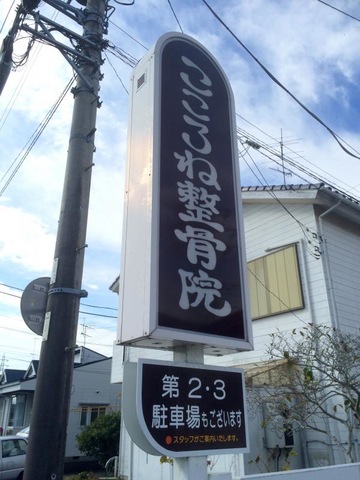 こころね整骨院
第2・3
駐車場もございます
●スタッフがご案内いたします。